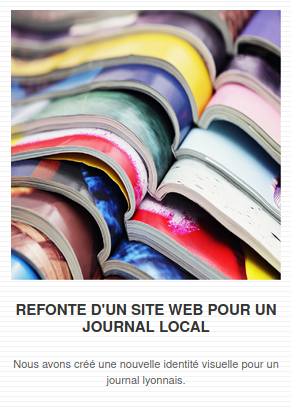 REFONTE D'UN SITE WEB POUR UN
JOURNAL LOCAL
Nous avons créé une nouvelle identité visuelle pour un
journal lyonnais.